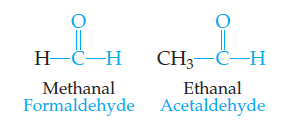 O O
H—C—H CH3—C—H
Methanal Ethanal
Formaldehyde Acetaldehyde